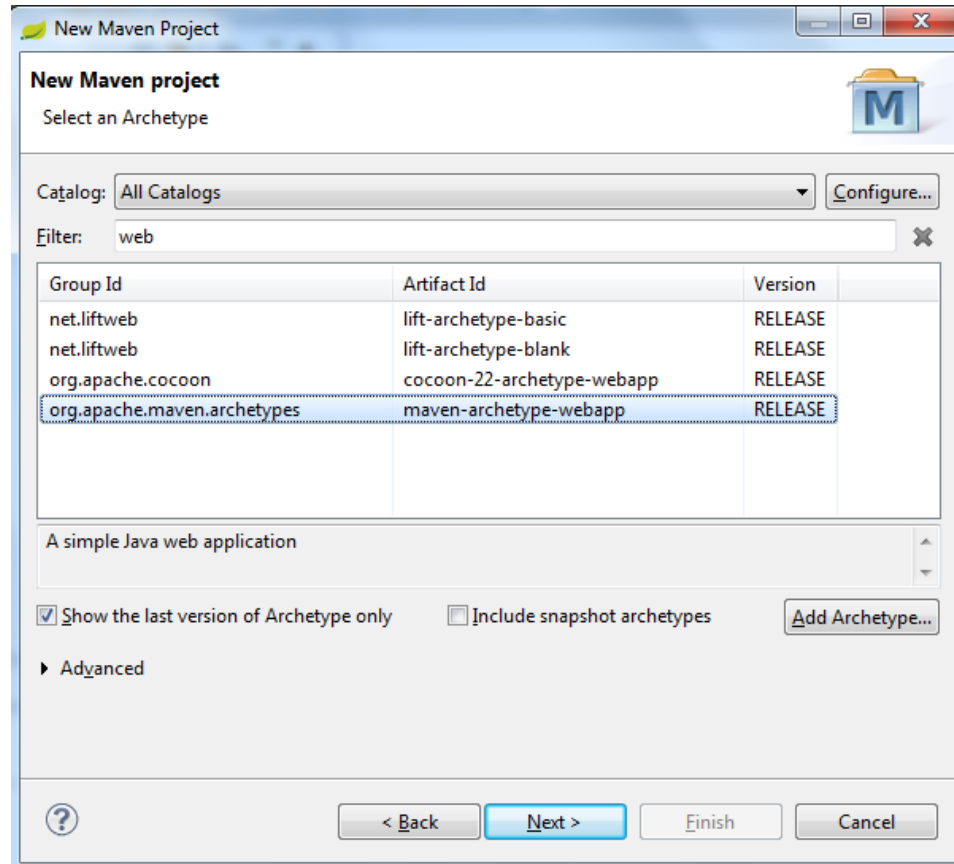 New Maven Project
New Maven project
Select an Archetype
M
Catalog: All Catalogs Configure...
Filter: web
Group Id Artifact Id Version
net.liftweb lift-archetype-basic RELEASE
net.liftweb lift-archetype-blank RELEASE
org.apache.cocoon cocoon-22-archetype-webapp RELEASE
org.apache.maven.archetypes maven-archetype-webapp RELEASE
A simple Java web application
Show the last version of Archetype only Include snapshot archetypes Add Archetype...
Advanced
? < Back Next > Finish Cancel